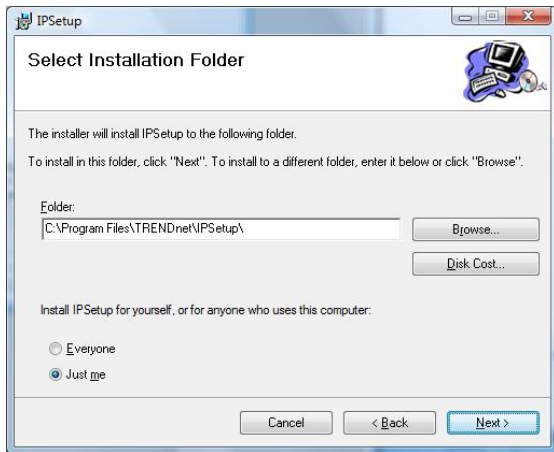 IPSetup
Select Installation Folder
The installer will install IPSetup to the following folder.
To install in this folder, click "Next". To install to a different folder, enter it below or click "Browse".
Folder:
C:\Program Files\TRENDnet\IPSetup\
Browse...
Disk Cost...
Install IPSetup for yourself, or for anyone who uses this computer:
Everyone
Just me
Cancel
< Back
Next >